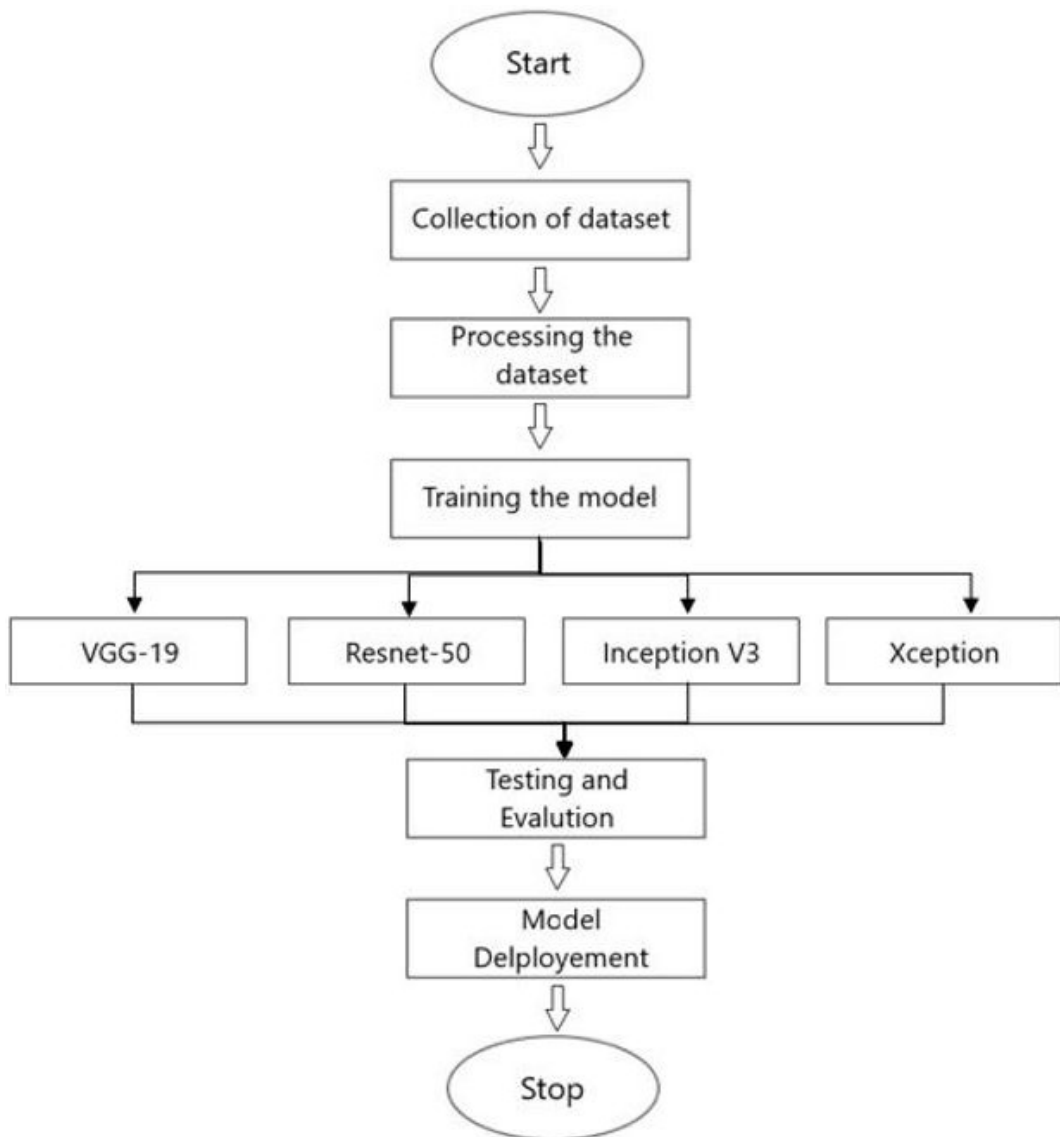 Start
Collection of dataset
Processing the
dataset
Training the model
VGG-19
Resnet-50
Inception V3
Xception
Testing and
Evalution
Model
Delployement
Stop